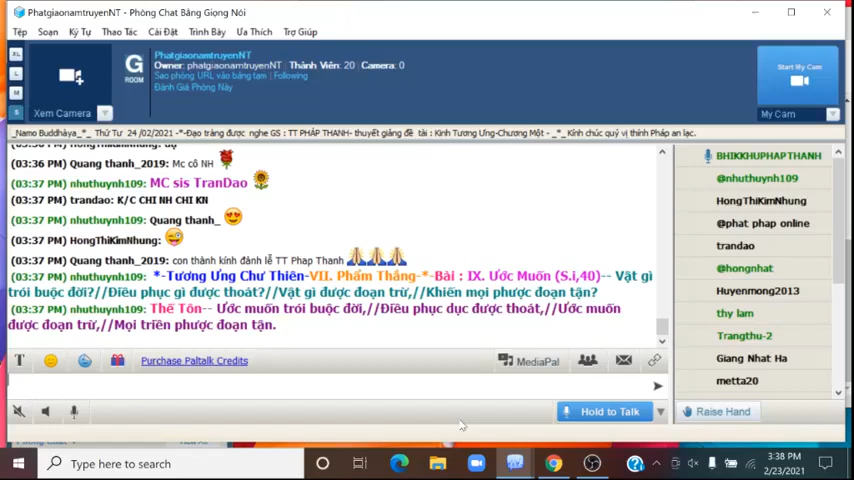 PhatgiaonamtruyenNT - Phòng Chat Bằng Giọng Nói
Tệp Soạn Ký Tự Thao Tác Cài Đặt Trình Bày Ưa Thích Trợ Giúp
XL
L
M
S
Xem Camera
G
ROOM
PhatgiaonamtruyenNT
Owner: phatgiaonamtruyenNT | Thành Viên: 20 | Camera: 0
Sao phỏng URL vào bảng tạm | Following
Đánh Giá Phòng Này
Start My Cam
My Cam
_Namo Buddhàya_*_ Thứ Tư 24 /02/2021 -*-Đạo tràng được nghe GS : TT PHÁP THANH- thuyết giảng đề tài : Kinh Tương Ưng-Chương Một - _*_Kính chúc quý vị thính Pháp an lạc.
(03:36 PM) Quang thanh_2019: Mc cô NH
(03:37 PM) nhuthuynh109: MC sis TranDao
(03:37 PM) trandao: K/C CHI NH CHI KN
(03:37 PM) nhuthuynh109: Quang thanh_
(03:37 PM) HongThiKimNhung:
(03:37 PM) Quang thanh_2019: con thành kính đảnh lễ TT Phap Thanh
(03:37 PM) nhuthuynh109: *-Tương Ưng Chư Thiên-VII. Phẩm Thắng-*-Bài : IX. Ước Muốn (S.i,40)-- Vật gì
trói buộc đời?//Điều phục gì được thoát?//Vật gì được đoạn trừ,//Khiến mọi phược được đoạn tận?
(03:37 PM) nhuthuynh109: Thế Tôn-- Ước muốn trói buộc đời,//Điều phục dục được thoát,//Ước muốn
được đoạn trừ,//Mọi triền phược được đoạn tận.
BHIKKHUPHAPTHANH
@nhuthuynh109
HongThiKimNhung
@phat phap online
trandao
@hongnhat
Huyenmong2013
thy lam
Trangthu-2
Giang Nhat Ha
metta20
T
Purchase Paltalk Credits
MediaPal
Hold to Talk
Raise Hand
Type here to search
3:38 PM
2/23/2021